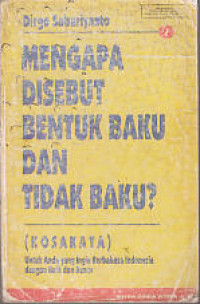 Dirgo Sabariyanto
MENGAPA
DISEBUT
BENTUK BAKU
DAN
TIDAK BAKU?
(KOSAKATA)
Untuk Anda yang Ingin Berbahasa Indonesia
dengan Baik dan Benar